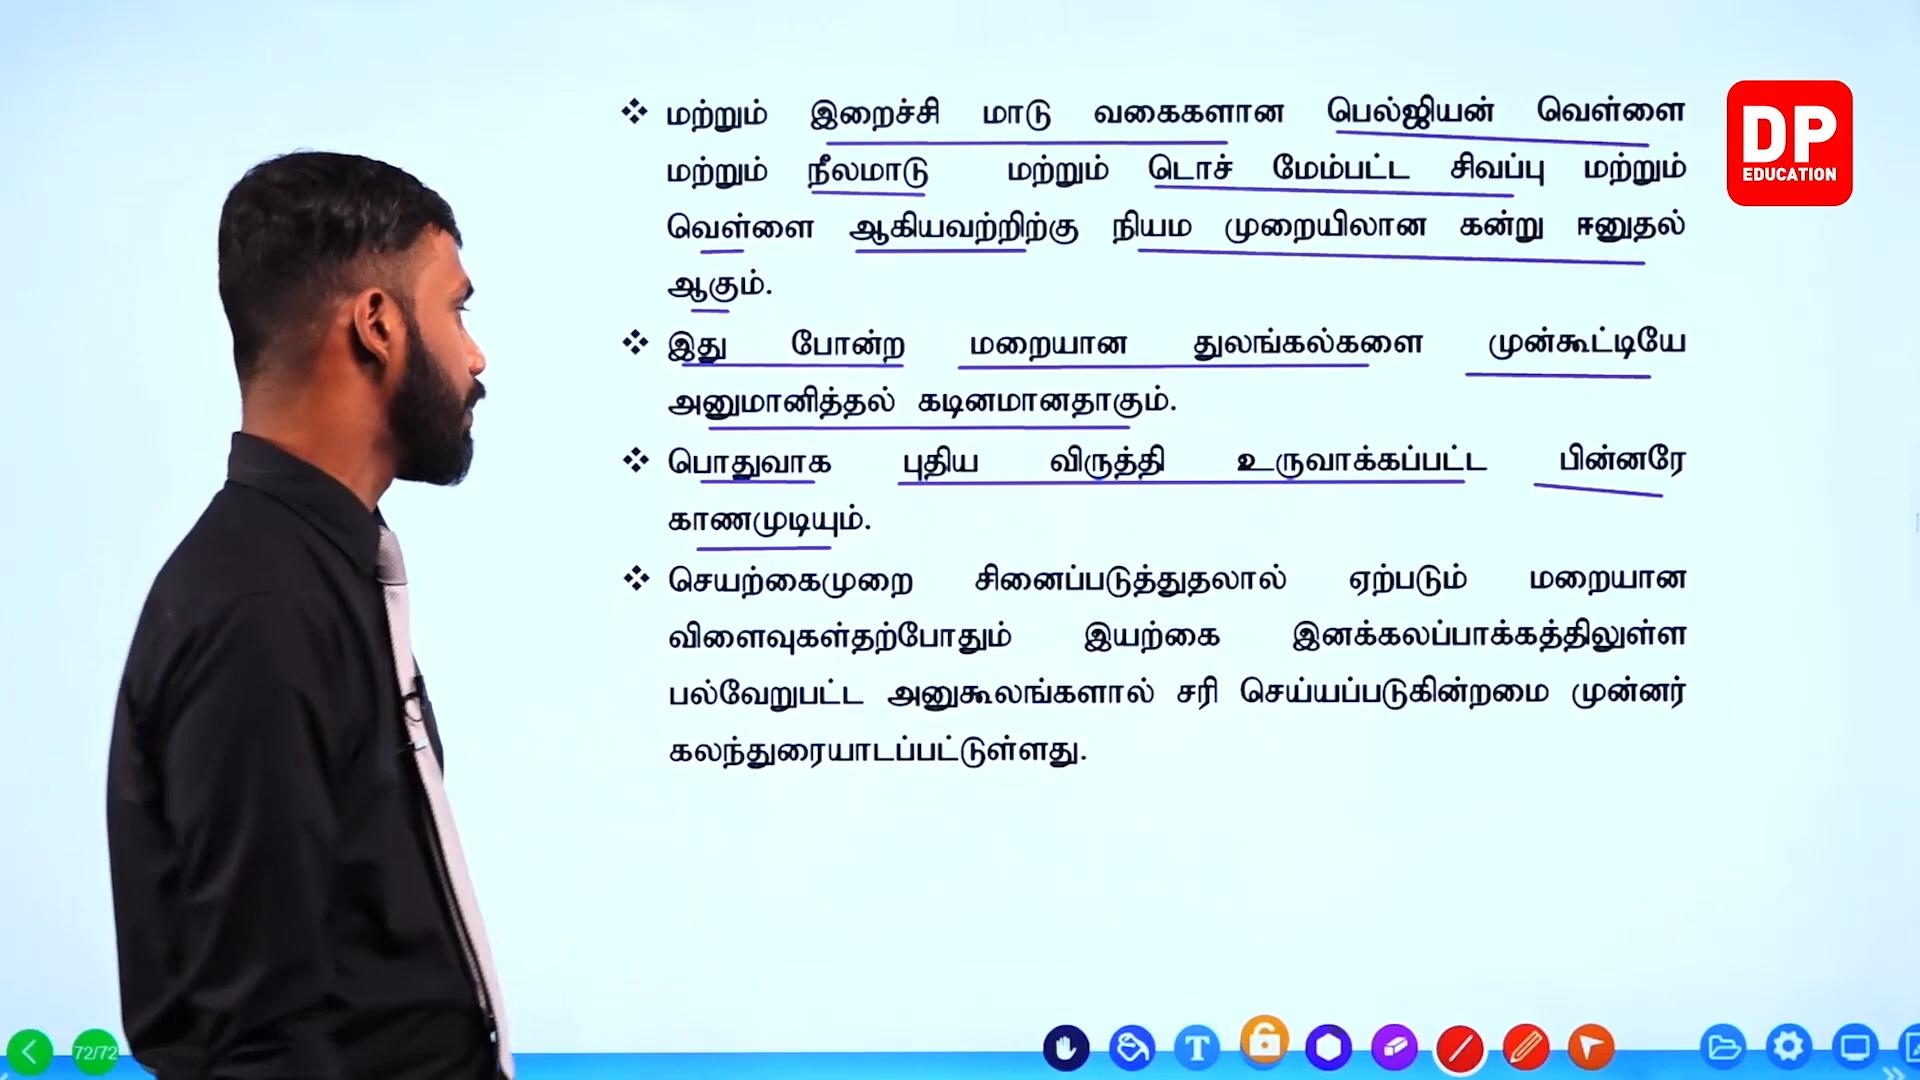 ❖ மற்றும் இறைச்சி மாடு வகைகளான பெல்ஜியன் வெள்ளை
மற்றும் நீலமாடு மற்றும் டொச் மேம்பட்ட சிவப்பு மற்றும்
வெள்ளை ஆகியவற்றிற்கு நியம முறையிலான கன்று ஈனுதல்
ஆகும்.
❖ இது போன்ற மறையான துலங்கல்களை முன்கூட்டியே
அனுமானித்தல் கடினமானதாகும்.
❖ பொதுவாக புதிய விருத்தி உருவாக்கப்பட்ட பின்னரே
காணமுடியும்.
❖ செயற்கைமுறை சினைப்படுத்துதலால் ஏற்படும் மறையான
விளைவுகள்தற்போதும் இயற்கை இனக்கலப்பாக்கத்திலுள்ள
பல்வேறுபட்ட அனுகூலங்களால் சரி செய்யப்படுகின்றமை முன்னர்
கலந்துரையாடப்பட்டுள்ளது.
DP
EDUCATION
72/72
T